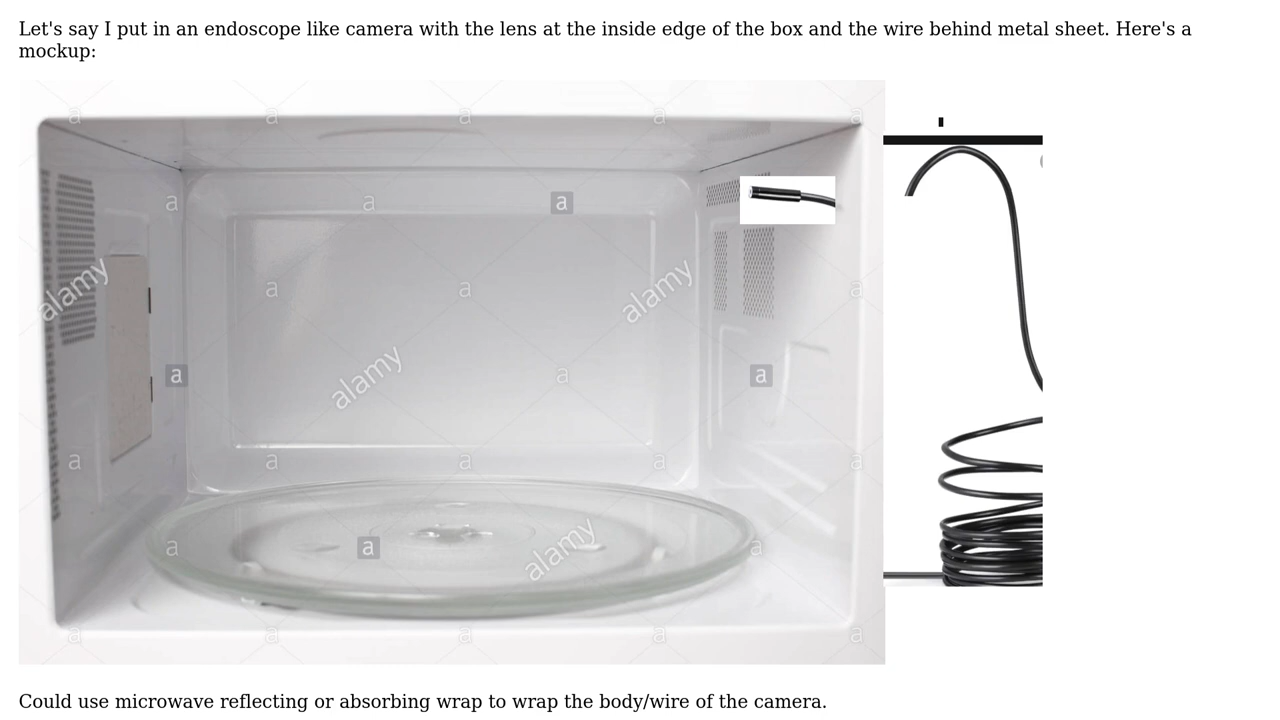 Let's say I put in an endoscope like camera with the lens at the inside edge of the box and the wire behind metal sheet. Here's a
mockup:
a a a a a
a a a
alamy alamy
a a a
alamy
a a a
a a a a a
alamy
a a a
a a a a a
Could use microwave reflecting or absorbing wrap to wrap the body/wire of the camera.